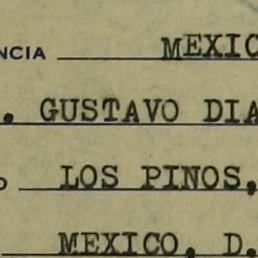 NCIA MEXIC
. GUSTAVO DIA
O LOS PINOS,
MEXICO, D.